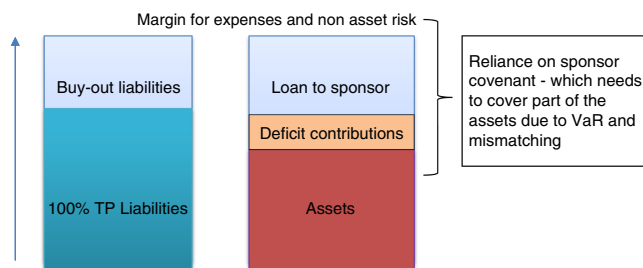 Margin for expenses and non asset risk
Buy-out liabilities
100% TP Liabilities
Loan to sponsor
Deficit contributions
Assets
Reliance on sponsor
covenant - which needs
to cover part of the
assets due to VaR and
mismatching